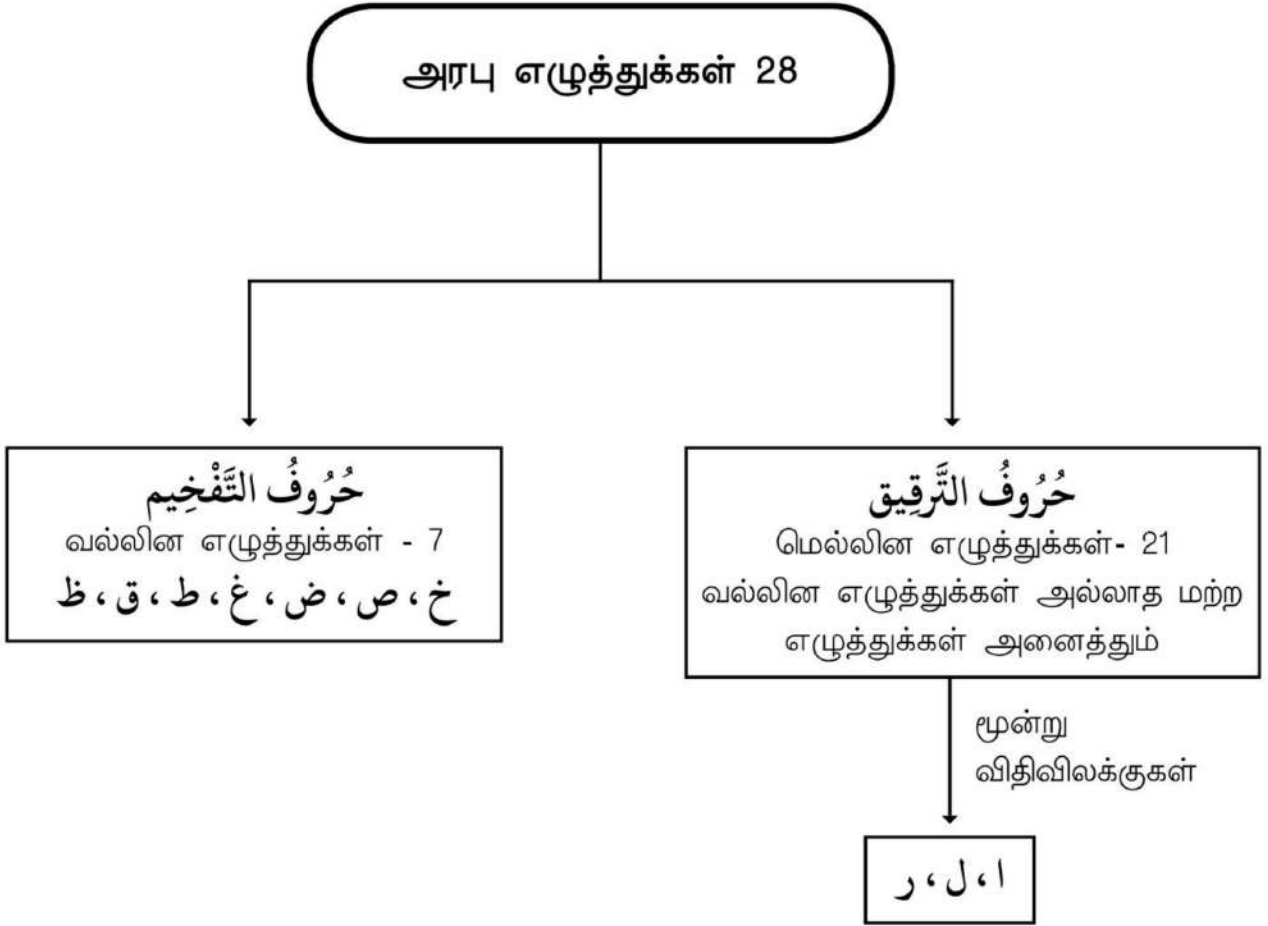 அரபு எழுத்துக்கள் 28
حُرُوفُ التَّفْخِيم
வல்லின எழுத்துக்கள் - 7
خ ، ص ، ض ، غ ، ط ، ق ، ظ
حُرُوفُ التَّرقِيق
மெல்லின எழுத்துக்கள்- 21
வல்லின எழுத்துக்கள் அல்லாத மற்ற
எழுத்துக்கள் அனைத்தும்
மூன்று
விதிவிலக்குகள்
ا ، ل ، ر